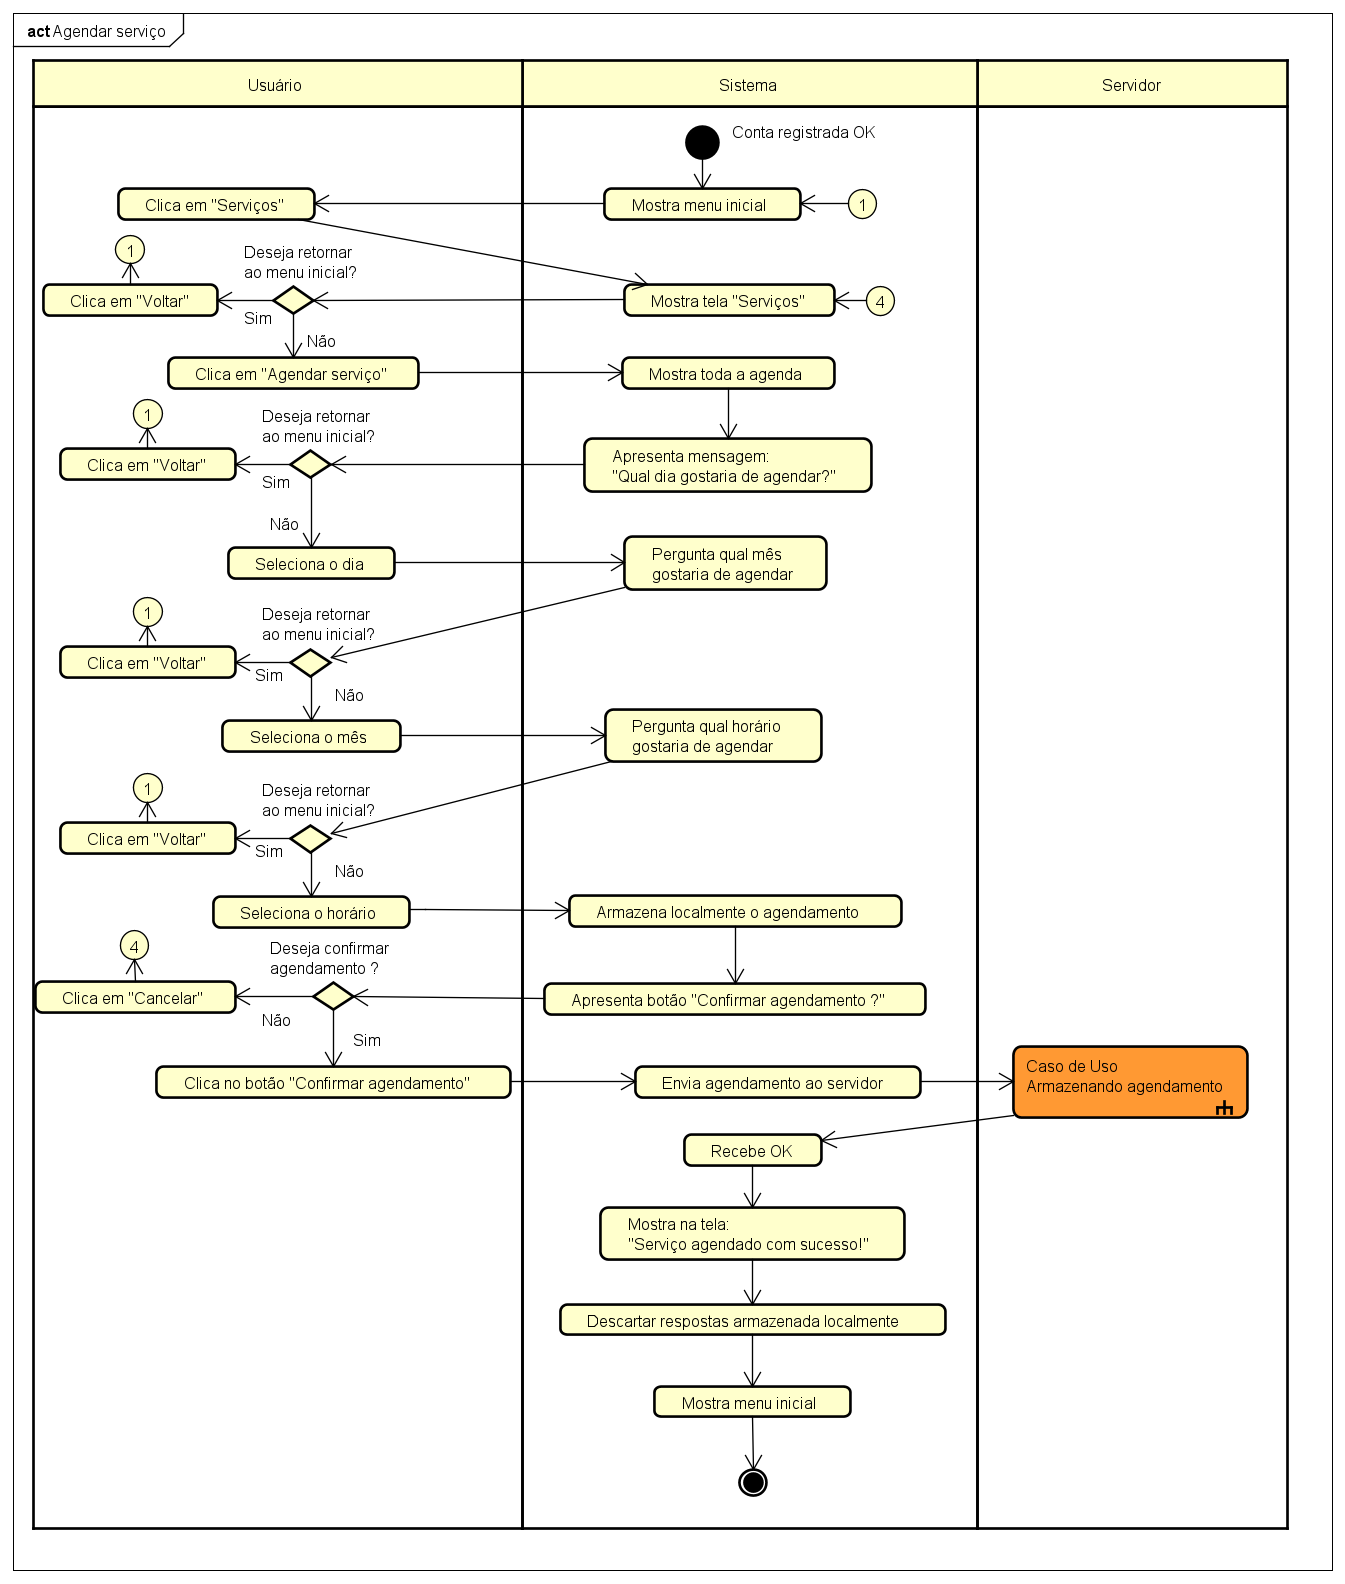 act Agendar serviço
Usuário
Sistema
Servidor
Conta registrada OK
Clica em "Serviços"
Mostra menu inicial
1
1
Deseja retornar
ao menu inicial?
Clica em "Voltar"
Sim
Mostra tela "Serviços"
4
Não
Clica em "Agendar serviço"
Mostra toda a agenda
1
Deseja retornar
ao menu inicial?
Clica em "Voltar"
Sim
Apresenta mensagem:
"Qual dia gostaria de agendar?"
Não
Seleciona o dia
Pergunta qual mês
gostaria de agendar
1
Deseja retornar
ao menu inicial?
Clica em "Voltar"
Sim
Não
Seleciona o mês
Pergunta qual horário
gostaria de agendar
1
Deseja retornar
ao menu inicial?
Clica em "Voltar"
Sim
Não
Seleciona o horário
Armazena localmente o agendamento
4
Deseja confirmar
agendamento ?
Clica em "Cancelar"
Apresenta botão "Confirmar agendamento ?"
Não
Sim
Clica no botão "Confirmar agendamento"
Envia agendamento ao servidor
Caso de Uso
Armazenando agendamento
Recebe OK
Mostra na tela:
"Serviço agendado com sucesso!"
Descartar respostas armazenada localmente
Mostra menu inicial